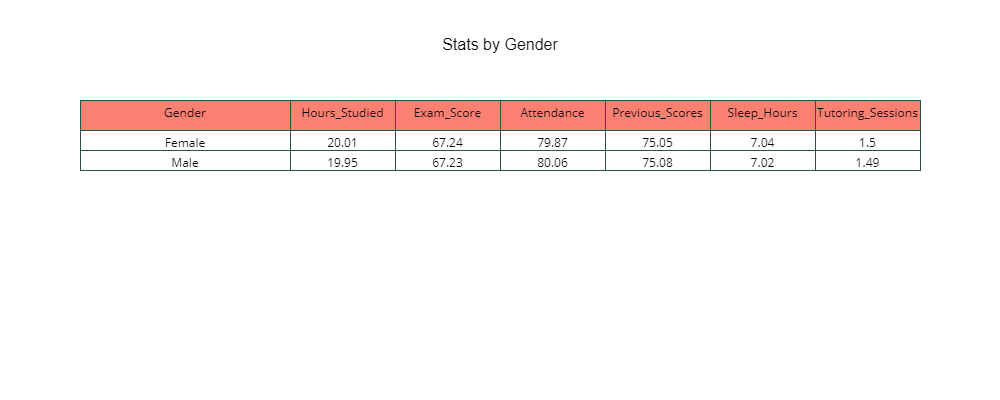 Stats by Gender
Gender Hours_Studied Exam_Score Attendance Previous_Scores Sleep_Hours Tutoring_Sessions
Female 20.01 67.24 79.87 75.05 7.04 1.5
Male 19.95 67.23 80.06 75.08 7.02 1.49